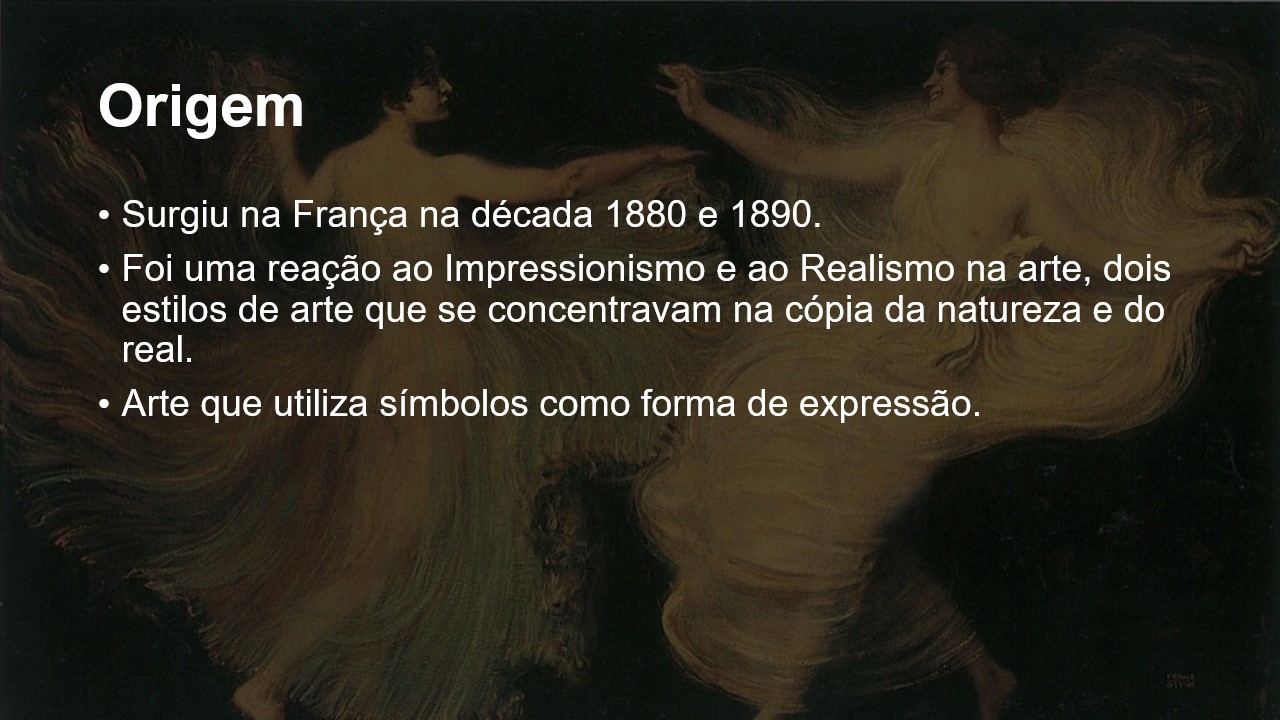 Origem
• Surgiu na França na década 1880 e 1890.
• Foi uma reação ao Impressionismo e ao Realismo na arte, dois
estilos de arte que se concentravam na cópia da natureza e do
real.
• Arte que utiliza símbolos como forma de expressão.